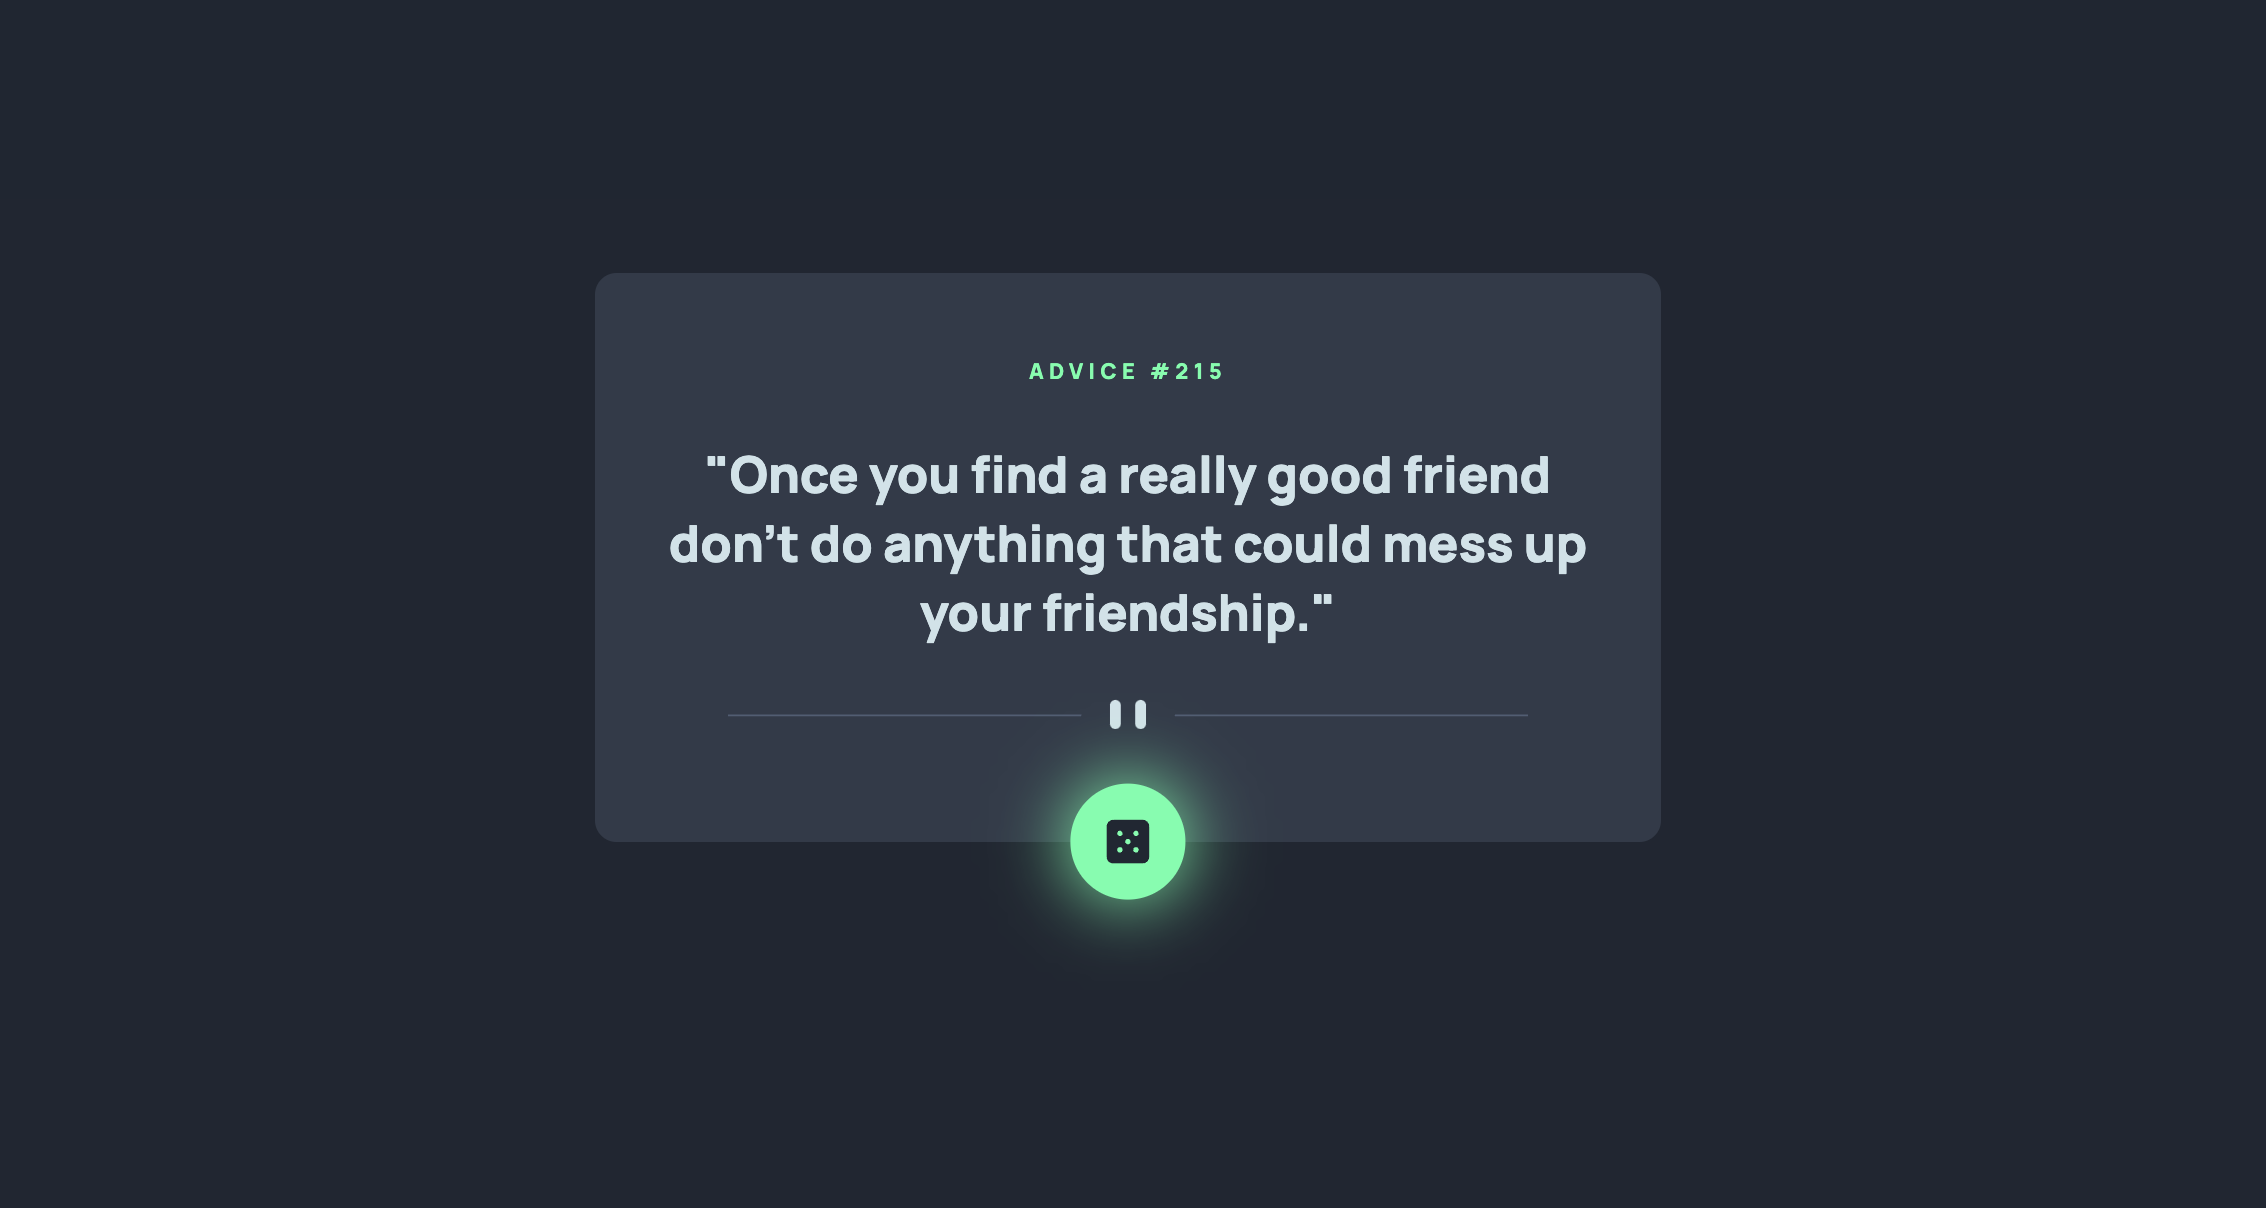 ADVICE #215
"Once you find a really good friend
don’t do anything that could mess up
your friendship."